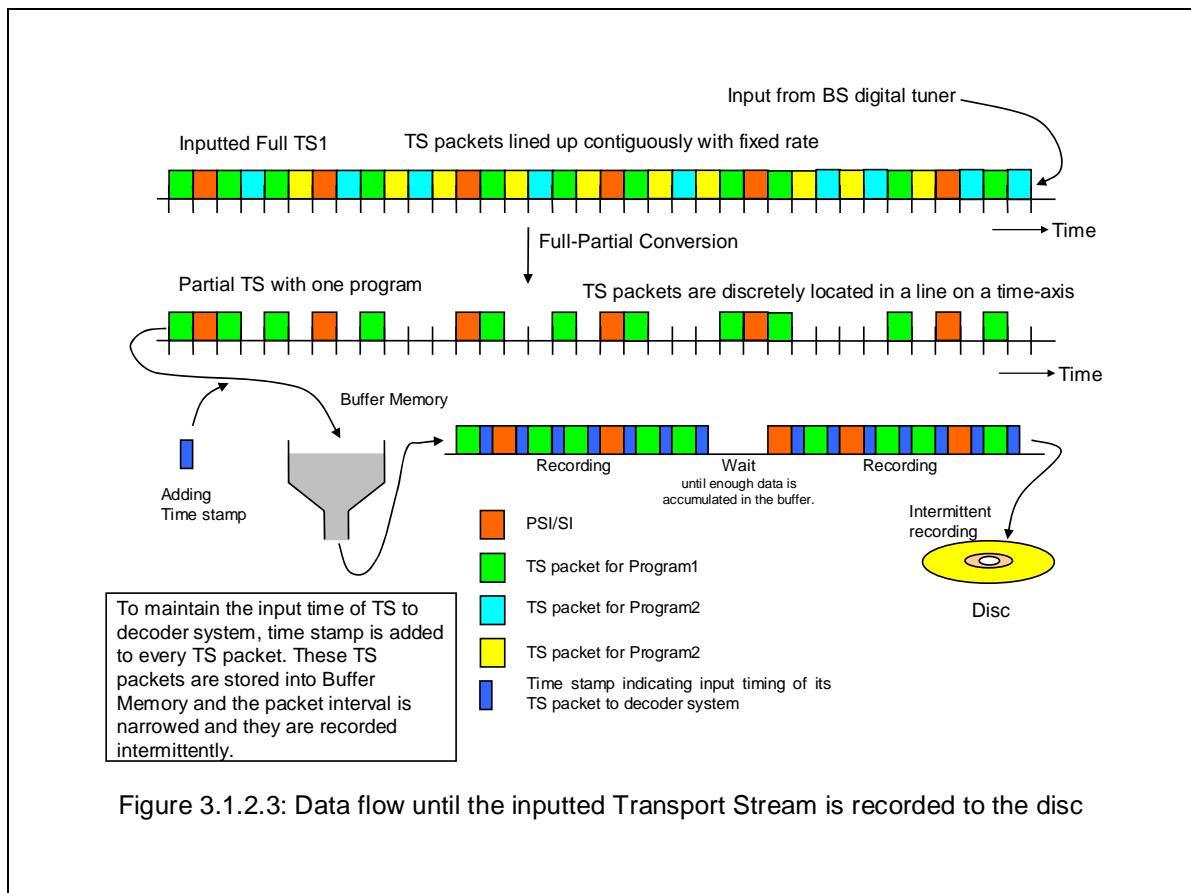 Input from BS digital tuner
Inputted Full TS1
TS packets lined up contiguously with fixed rate
Time
Full-Partial Conversion
Partial TS with one program
TS packets are discretely located in a line on a time-axis
Time
Buffer Memory
Adding
Time stamp
Recording
Wait
until enough data is
accumulated in the buffer.
Recording
Intermittent
recording
Disc
PSI/SI
TS packet for Program1
TS packet for Program2
TS packet for Program2
Time stamp indicating input timing of its
TS packet to decoder system
To maintain the input time of TS to
decoder system, time stamp is added
to every TS packet. These TS
packets are stored into Buffer
Memory and the packet interval is
narrowed and they are recorded
intermittently.
Figure 3.1.2.3: Data flow until the inputted Transport Stream is recorded to the disc